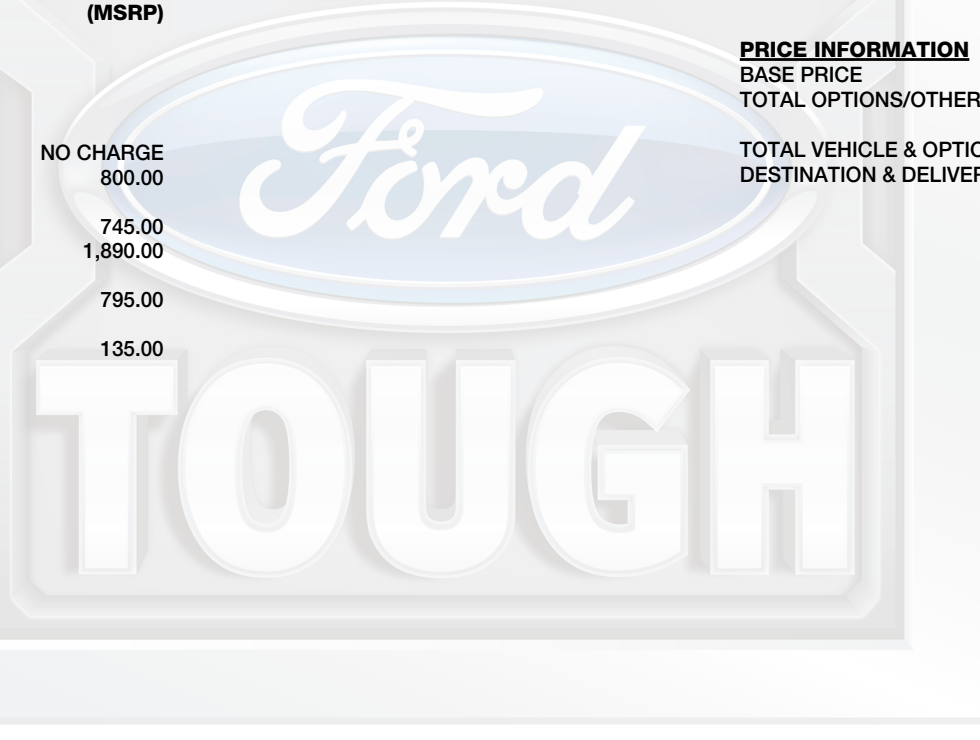 (MSRP)
NO CHARGE
800.00
745.00
1,890.00
795.00
135.00
PRICE INFORMATION
BASE PRICE
TOTAL OPTIONS/OTHER
TOTAL VEHICLE & OPTIO
DESTINATION & DELIVER
Ford
TOUGH